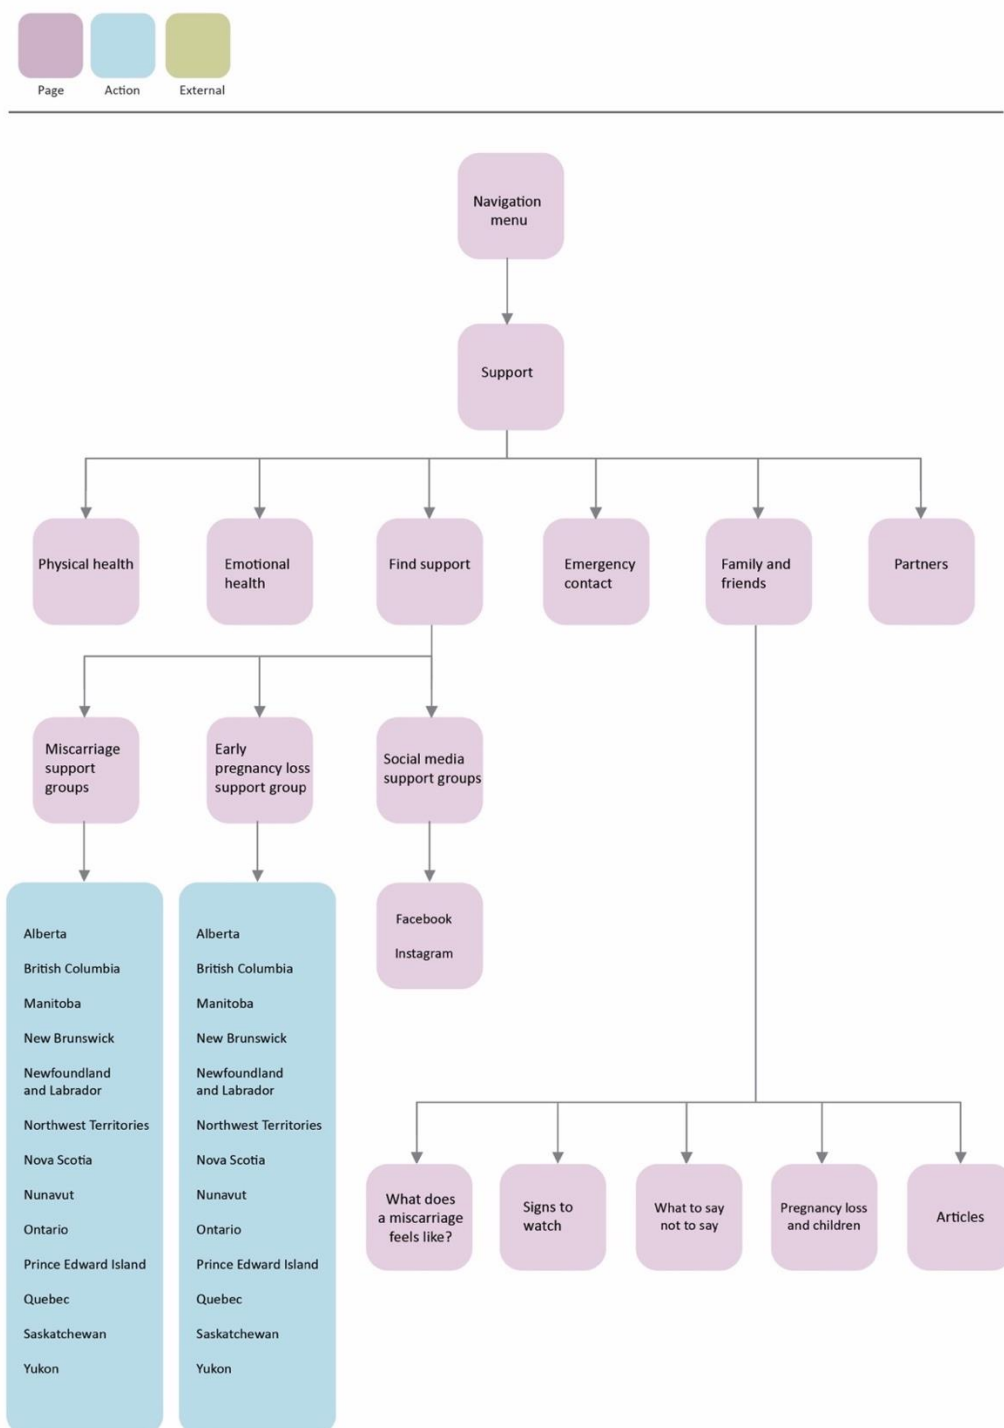 Page
Action
External
Navigation
menu
Support
Physical health
Emotional
health
Find support
Emergency
contact
Family and
friends
Partners
Miscarriage
support
groups
Early
pregnancy loss
support group
Social media
support groups
Alberta
British Columbia
Manitoba
New Brunswick
Newfoundland
and Labrador
Northwest Territories
Nova Scotia
Nunavut
Ontario
Prince Edward Island
Quebec
Saskatchewan
Yukon
Alberta
British Columbia
Manitoba
New Brunswick
Newfoundland
and Labrador
Northwest Territories
Nova Scotia
Nunavut
Ontario
Prince Edward Island
Quebec
Saskatchewan
Yukon
Facebook
Instagram
What does
a miscarriage
feels like?
Signs to
watch
What to say
not to say
Pregnancy loss
and children
Articles